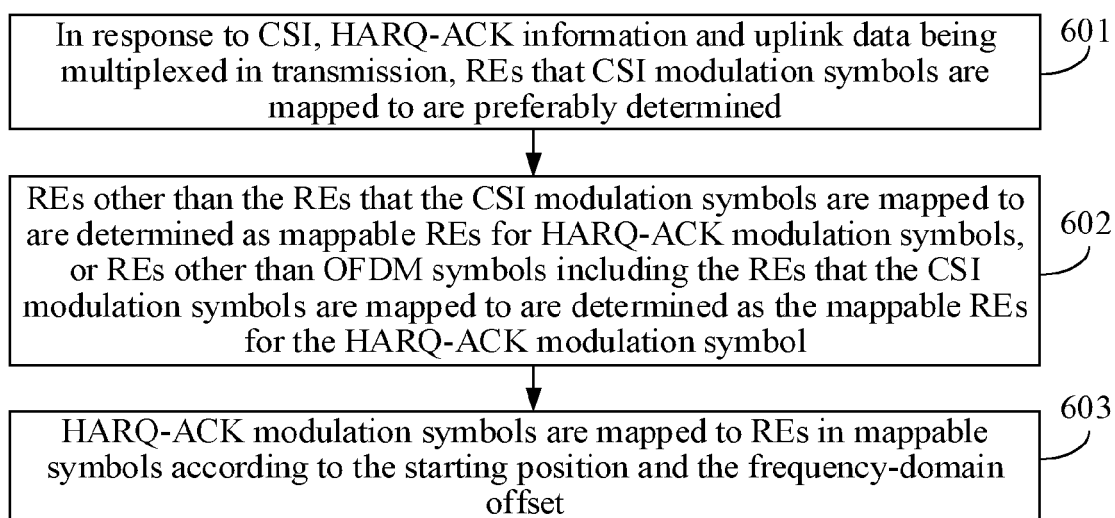 In response to CSI, HARQ-ACK information and uplink data being
multiplexed in transmission, REs that CSI modulation symbols are
mapped to are preferably determined
601
REs other than the REs that the CSI modulation symbols are mapped to
are determined as mappable REs for HARQ-ACK modulation symbols,
or REs other than OFDM symbols including the REs that the CSI
modulation symbols are mapped to are determined as the mappable REs
for the HARQ-ACK modulation symbol
602
HARQ-ACK modulation symbols are mapped to REs in mappable
symbols according to the starting position and the frequency-domain
offset
603